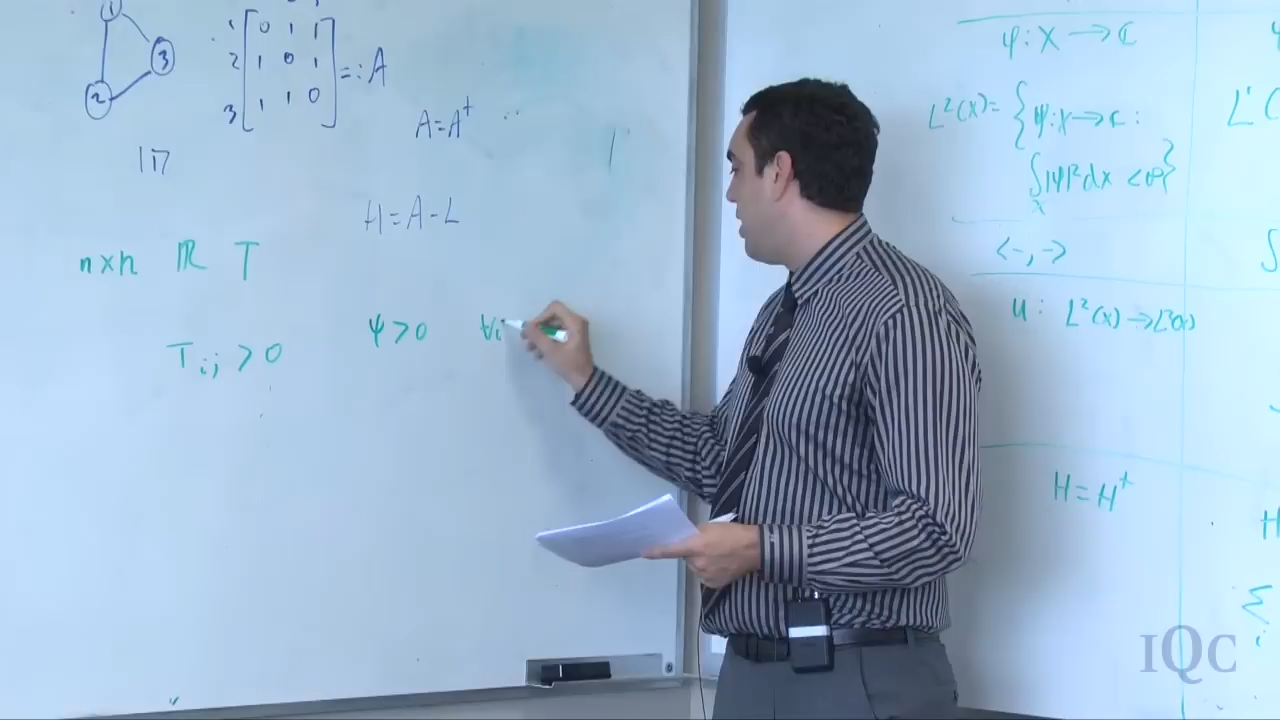 1
3
2
1 0 1 1
2 1 0 1
3 1 1 0
=: A
A = A†
H = A - L
n×n ℝ T
T_ij > 0
ψ > 0 ∀i
ψ: X → ℂ
L²(X) = { ψ: X → ℂ :
∫_X |ψ|² dx < ∞ }
<-, ->
U : L²(X) → L²(X)
H = H†
L¹(
∫
H
Σ
i
IQC